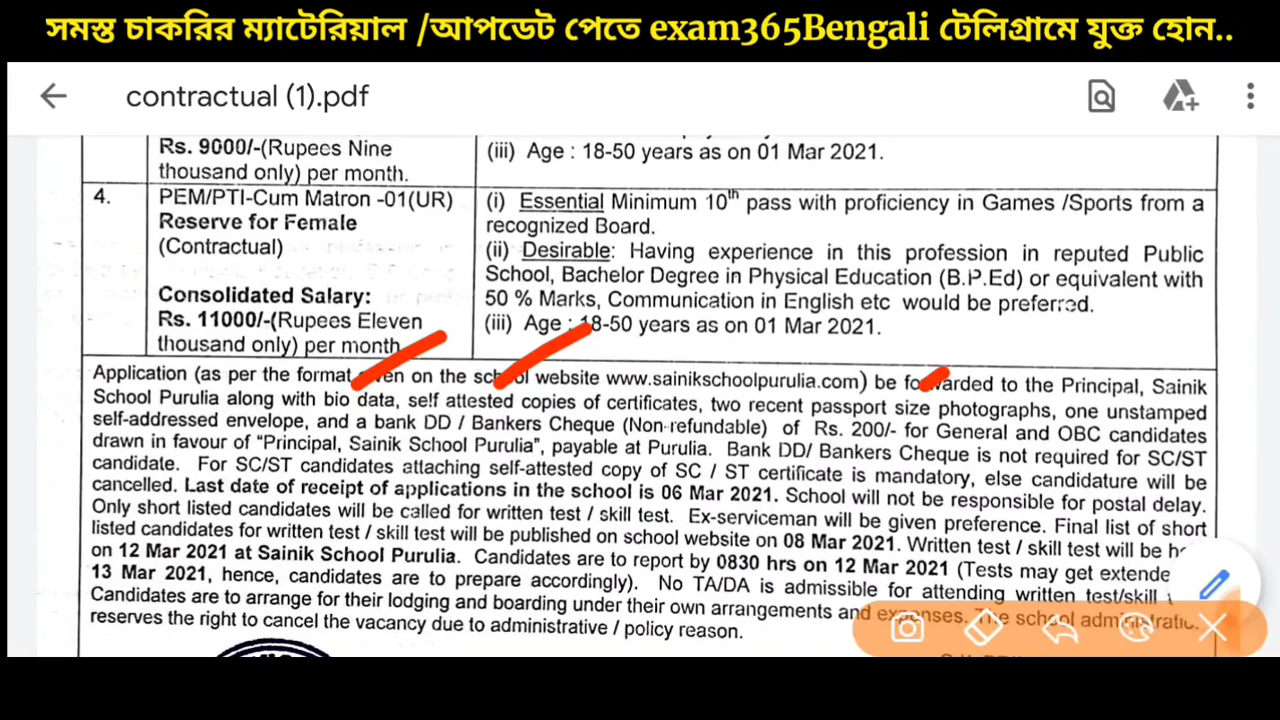 সমস্ত চাকরির ম্যাটেরিয়াল /আপডেট পেতে exam365Bengali টেলিগ্রামে যুক্ত হোন..
contractual (1).pdf
Rs. 9000/-(Rupees Nine
thousand only) per month.
(iii) Age : 18-50 years as on 01 Mar 2021.
4.
PEM/PTI-Cum Matron -01(UR)
Reserve for Female
(Contractual)
Consolidated Salary:
Rs. 11000/-(Rupees Eleven
thousand only) per month.
(i) Essential Minimum 10th pass with proficiency in Games /Sports from a
recognized Board.
(ii) Desirable: Having experience in this profession in reputed Public
School, Bachelor Degree in Physical Education (B.P.Ed) or equivalent with
50 % Marks, Communication in English etc would be preferred.
(iii) Age : 18-50 years as on 01 Mar 2021.
Application (as per the format given on the school website www.sainikschoolpurulia.com) be forwarded to the Principal, Sainik
School Purulia along with bio data, self attested copies of certificates, two recent passport size photographs, one unstamped
self-addressed envelope, and a bank DD / Bankers Cheque (Non-refundable) of Rs. 200/- for General and OBC candidates
drawn in favour of “Principal, Sainik School Purulia”, payable at Purulia. Bank DD/ Bankers Cheque is not required for SC/ST
candidate. For SC/ST candidates attaching self-attested copy of SC / ST certificate is mandatory, else candidature will be
cancelled. Last date of receipt of applications in the school is 06 Mar 2021. School will not be responsible for postal delay.
Only short listed candidates will be called for written test / skill test. Ex-serviceman will be given preference. Final list of short
listed candidates for written test / skill test will be published on school website on 08 Mar 2021. Written test / skill test will be
on 12 Mar 2021 at Sainik School Purulia. Candidates are to report by 0830 hrs on 12 Mar 2021 (Tests may get extende
13 Mar 2021, hence, candidates are to prepare accordingly). No TA/DA is admissible for attending written test/skill
Candidates are to arrange for their lodging and boarding under their own arrangements and expenses. The school administratio
reserves the right to cancel the vacancy due to administrative / policy reason.